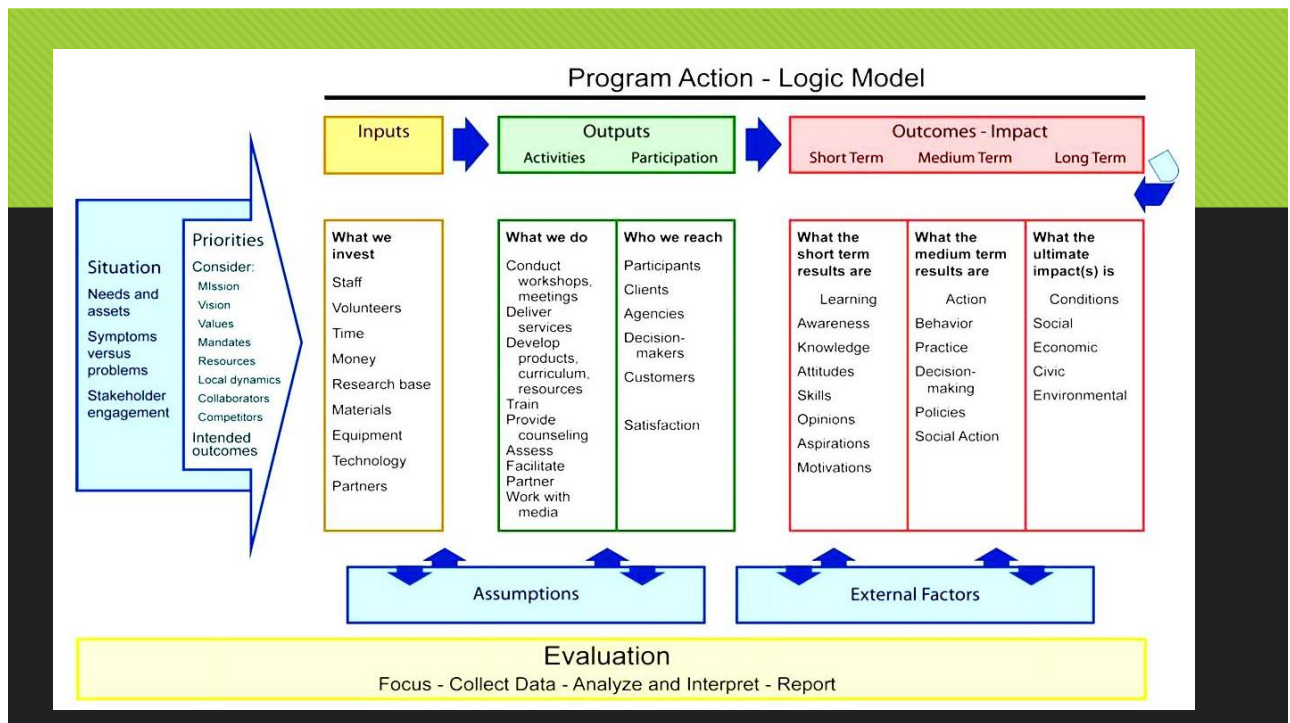 Program Action - Logic Model
Inputs
Outputs
Activities
Participation
Outcomes - Impact
Short Term
Medium Term
Long Term
Situation
Needs and
assets
Symptoms
versus
problems
Stakeholder
engagement
Priorities
Consider:
MIssion
Vision
Values
Mandates
Resources
Local dynamics
Collaborators
Competitors
Intended
outcomes
What we
invest
Staff
Volunteers
Time
Money
Research base
Materials
Equipment
Technology
Partners
What we do
Conduct
workshops,
meetings
Deliver
services
Develop
products,
curriculum,
resources
Train
Provide
counseling
Assess
Facilitate
Partner
Work with
media
Who we reach
Participants
Clients
Agencies
Decision-
makers
Customers
Satisfaction
What the
short term
results are
Learning
Awareness
Knowledge
Attitudes
Skills
Opinions
Aspirations
Motivations
What the
medium term
results are
Action
Behavior
Practice
Decision-
making
Policies
Social Action
What the
ultimate
impact(s) is
Conditions
Social
Economic
Civic
Environmental
Assumptions
External Factors
Evaluation
Focus - Collect Data - Analyze and Interpret - Report